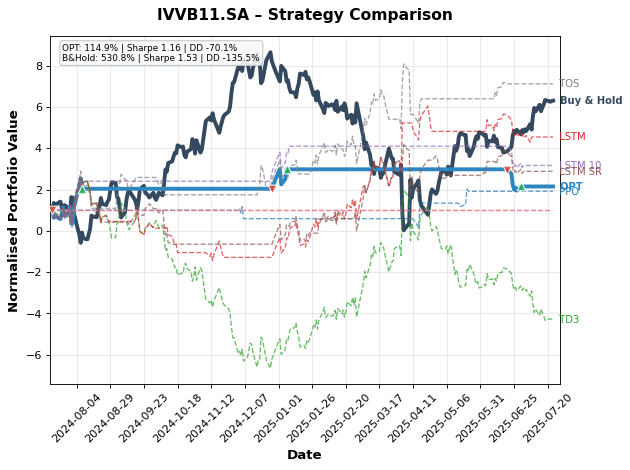 IVVB11.SA – Strategy Comparison
OPT: 114.9% | Sharpe 1.16 | DD -70.1%
B&Hold: 530.8% | Sharpe 1.53 | DD -135.5%
Normalised Portfolio Value
8
6
4
2
0
−2
−4
−6
TOS
Buy & Hold
LSTM
LSTM 10
LSTM SR
OPT
PPO
TD3
2024-08-04
2024-08-29
2024-09-23
2024-10-18
2024-11-12
2024-12-07
2025-01-01
2025-01-26
2025-02-20
2025-03-17
2025-04-11
2025-05-06
2025-05-31
2025-06-25
2025-07-20
Date